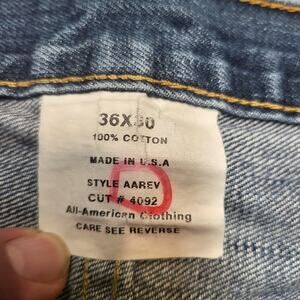 36X30
100% COTTON
MADE IN U.S.A
STYLE AAREV
CUT # 4092
All-American Clothing
CARE SEE REVERSE